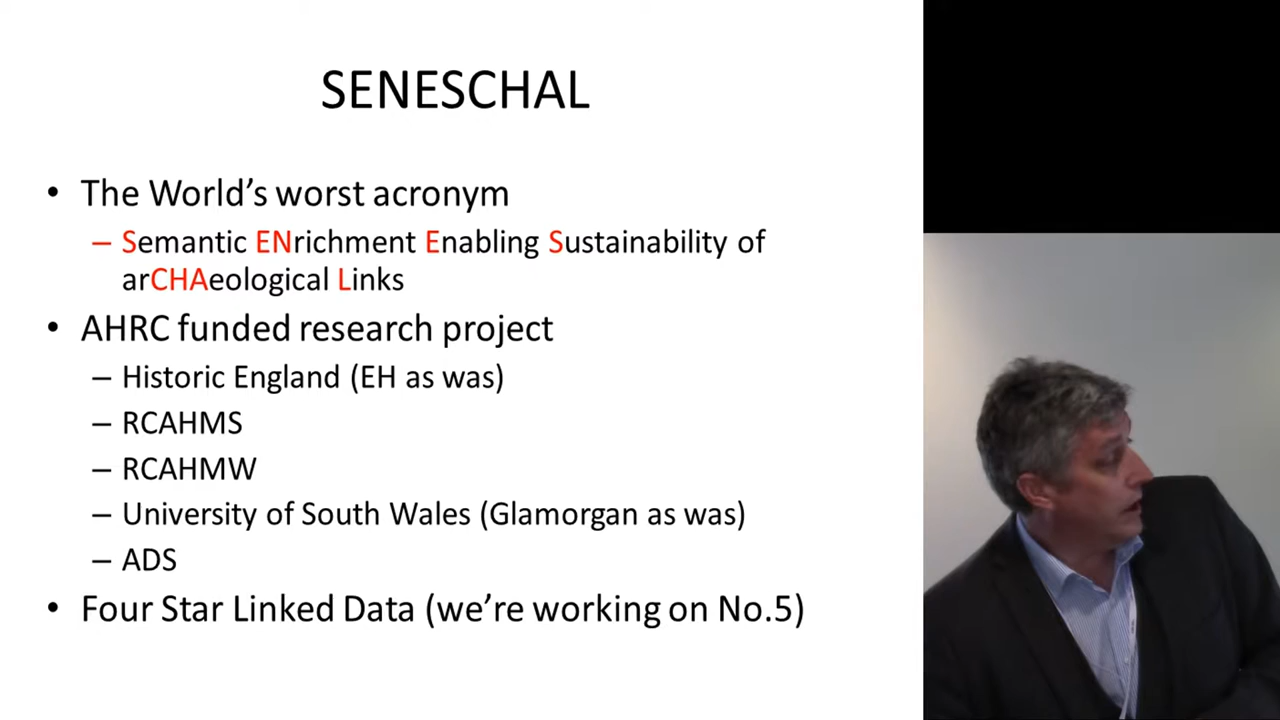 SENESCHAL
• The World's worst acronym
– Semantic ENrichment Enabling Sustainability of
arCHAeological Links
• AHRC funded research project
– Historic England (EH as was)
– RCAHMS
– RCAHMW
– University of South Wales (Glamorgan as was)
– ADS
• Four Star Linked Data (we're working on No.5)